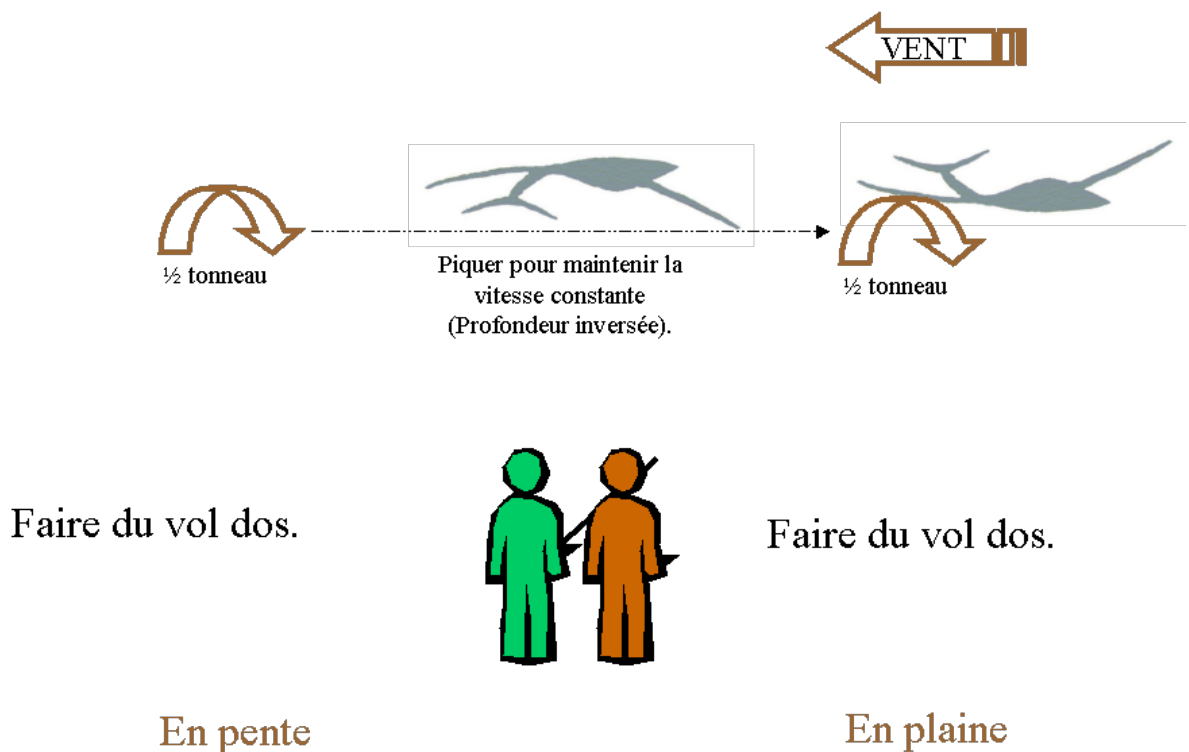 VENT
½ tonneau
Piquer pour maintenir la
vitesse constante
(Profondeur inversée).
½ tonneau
Faire du vol dos.
Faire du vol dos.
En pente
En plaine